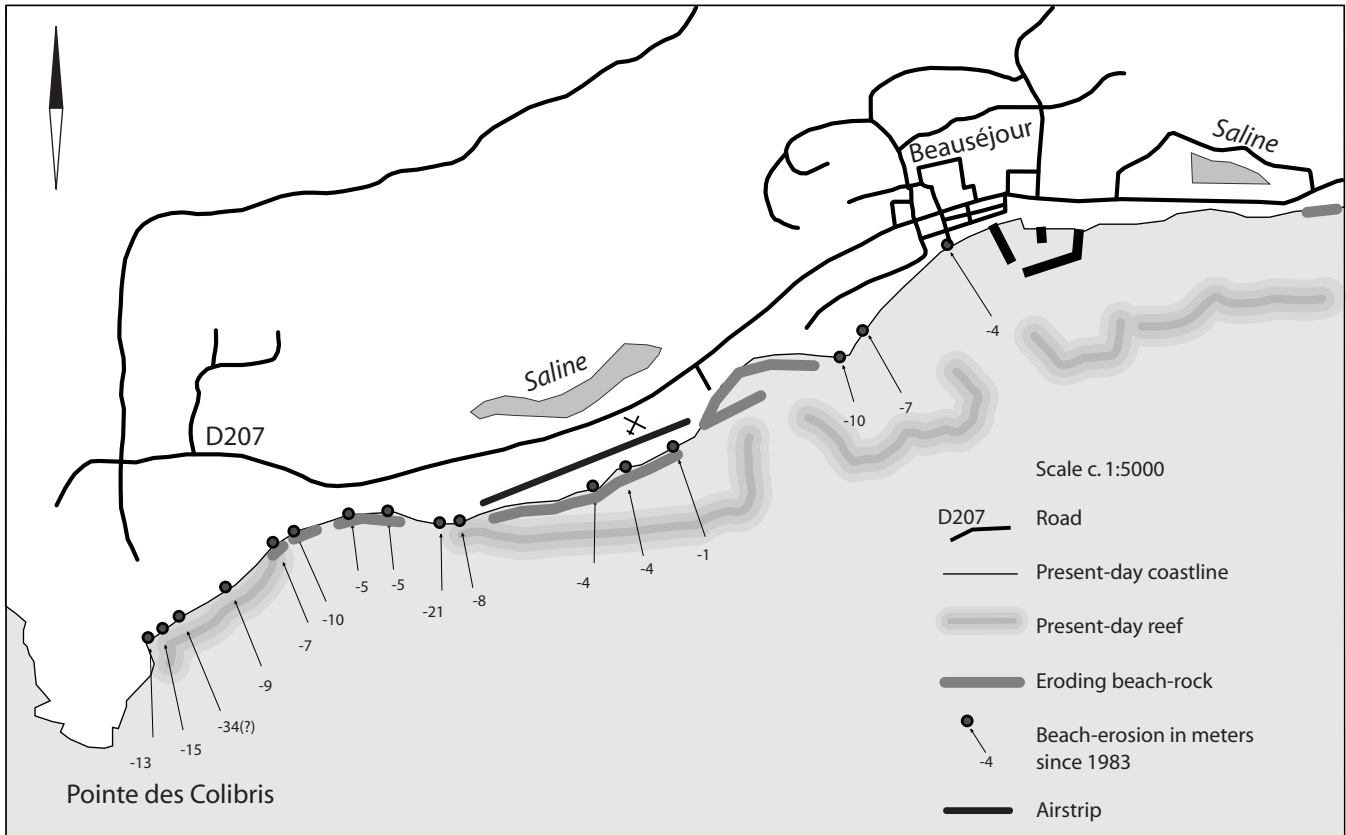 Saline
Beauséjour
-4
Saline
-7
-10
D207
Scale c. 1:5000
D207
Road
-1
-4
-4
-5
-5
-8
-21
-10
-7
-9
-34(?)
-15
-13
Present-day coastline
Present-day reef
Eroding beach-rock
Beach-erosion in meters
since 1983
-4
Pointe des Colibris
Airstrip